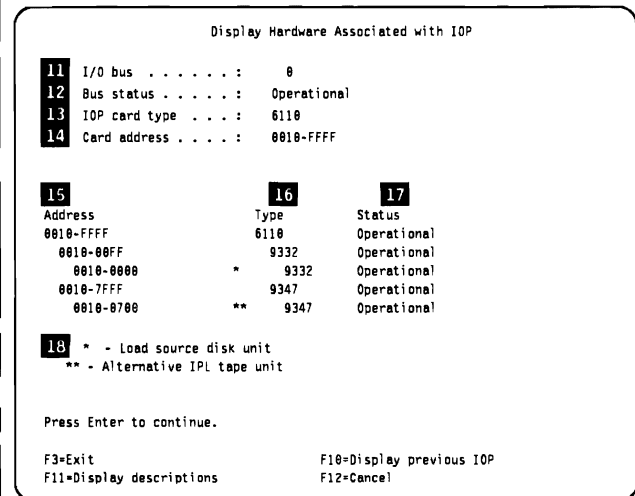 Display Hardware Associated with IOP
11 I/O bus . . . . . . : 0
12 Bus status . . . . . : Operational
13 IOP card type . . . : 6110
14 Card address . . . . : 0010-FFFF
15 16 17
Address Type Status
0010-FFFF 6110 Operational
0010-00FF 9332 Operational
0010-0000 * 9332 Operational
0010-7FFF 9347 Operational
0010-0700 ** 9347 Operational
18 * - Load source disk unit
** - Alternative IPL tape unit
Press Enter to continue.
F3=Exit F10=Display previous IOP
F11=Display descriptions F12=Cancel